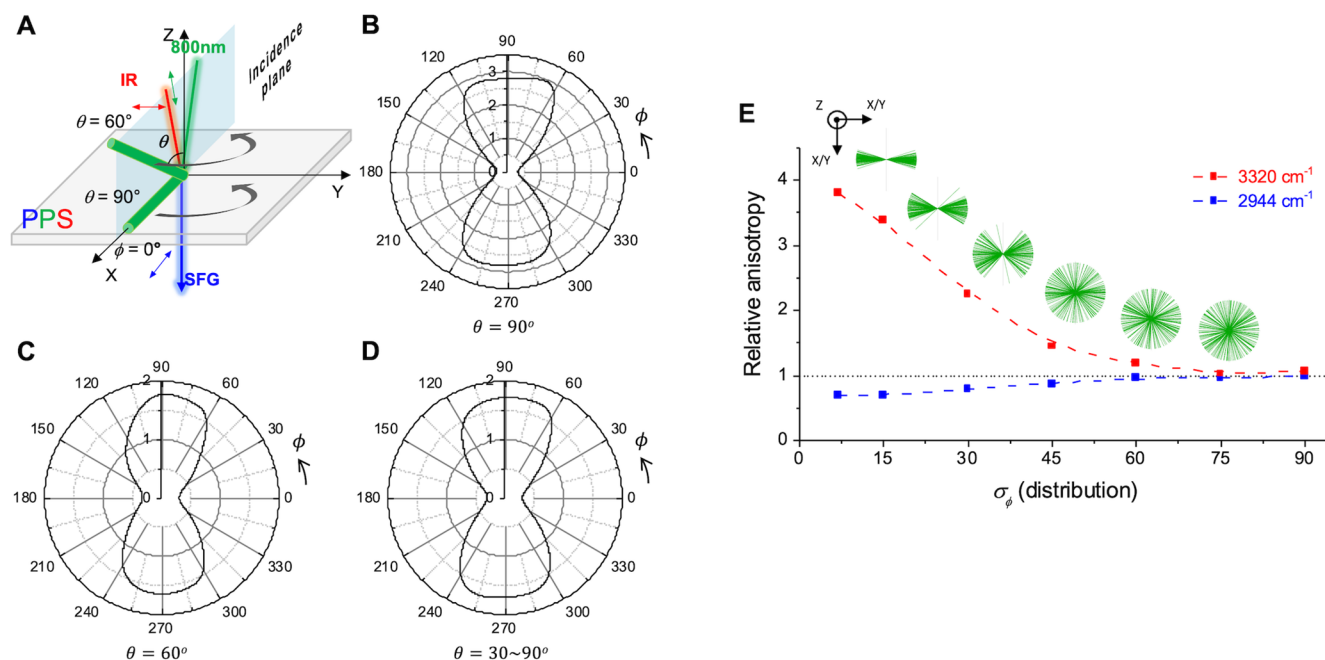 A
Z
800nm
Incidence
plane
IR
θ = 60°
θ
θ = 90°
Y
PPS
ϕ = 0°
X
SFG
B
90
120
60
3
150
30
2
ϕ
1
180
0
0
210
330
240
300
270
θ = 90°
C
90
120
2
60
150
30
1
ϕ
180
0
0
210
330
240
300
270
θ = 60°
D
90
120
2
60
150
30
1
ϕ
180
0
0
210
330
240
300
270
θ = 30~90°
E
Z
X/Y
X/Y
3320 cm⁻¹
2944 cm⁻¹
Relative anisotropy
4
3
2
1
0
0
15
30
45
60
75
90
σϕ (distribution)